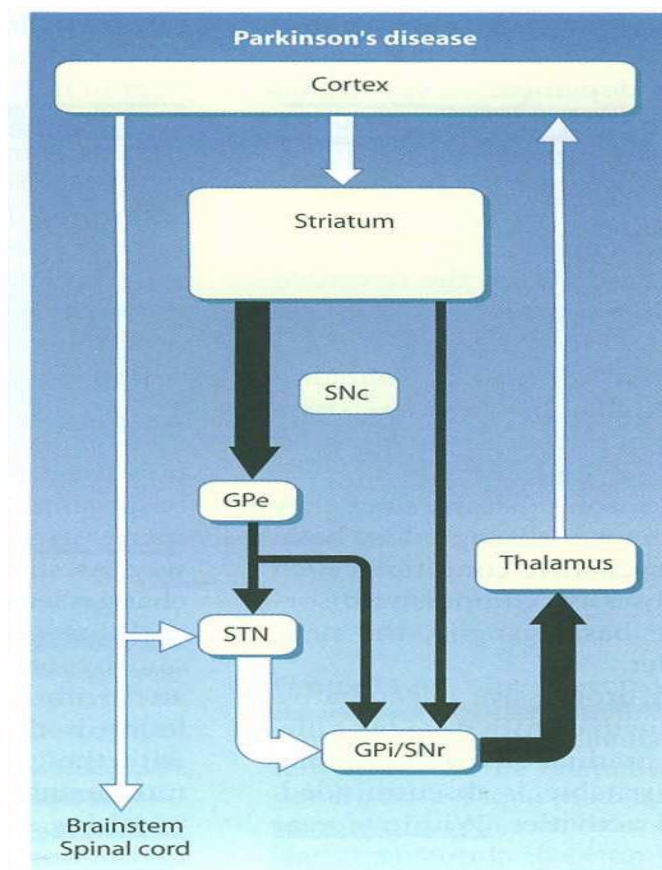 Parkinson's disease
Cortex
Striatum
SNc
GPe
Thalamus
STN
GPi/SNr
Brainstem
Spinal cord